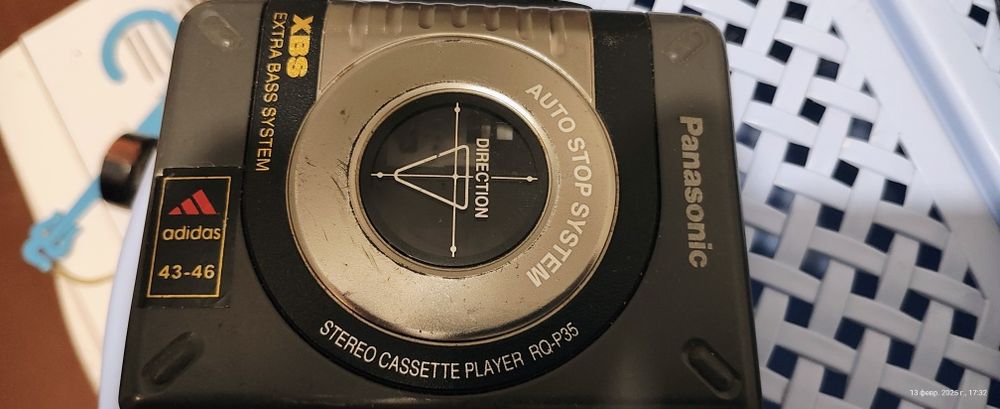 XBS
EXTRA BASS SYSTEM
AUTO STOP SYSTEM
DIRECTION
Panasonic
adidas
43-46
STEREO CASSETTE PLAYER RQ-P35
13 февр. 2026 г., 17:32